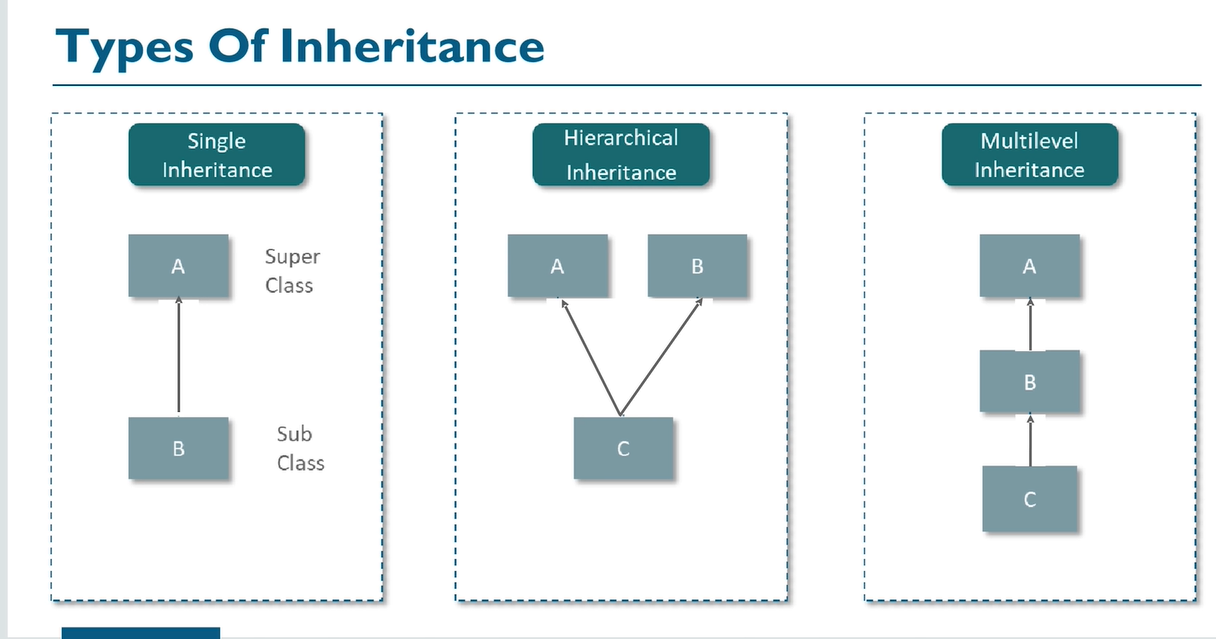 Types Of Inheritance
Single
Inheritance
A
Super
Class
B
Sub
Class
Hierarchical
Inheritance
A
B
C
Multilevel
Inheritance
A
B
C